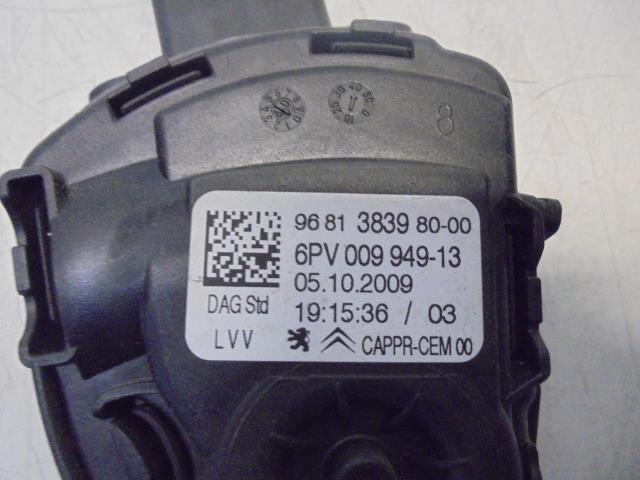 8
96 81 3839 80-00
6PV 009 949-13
05.10.2009
DAG Std
19:15:36 / 03
LVV
CAPPR-CEM 00